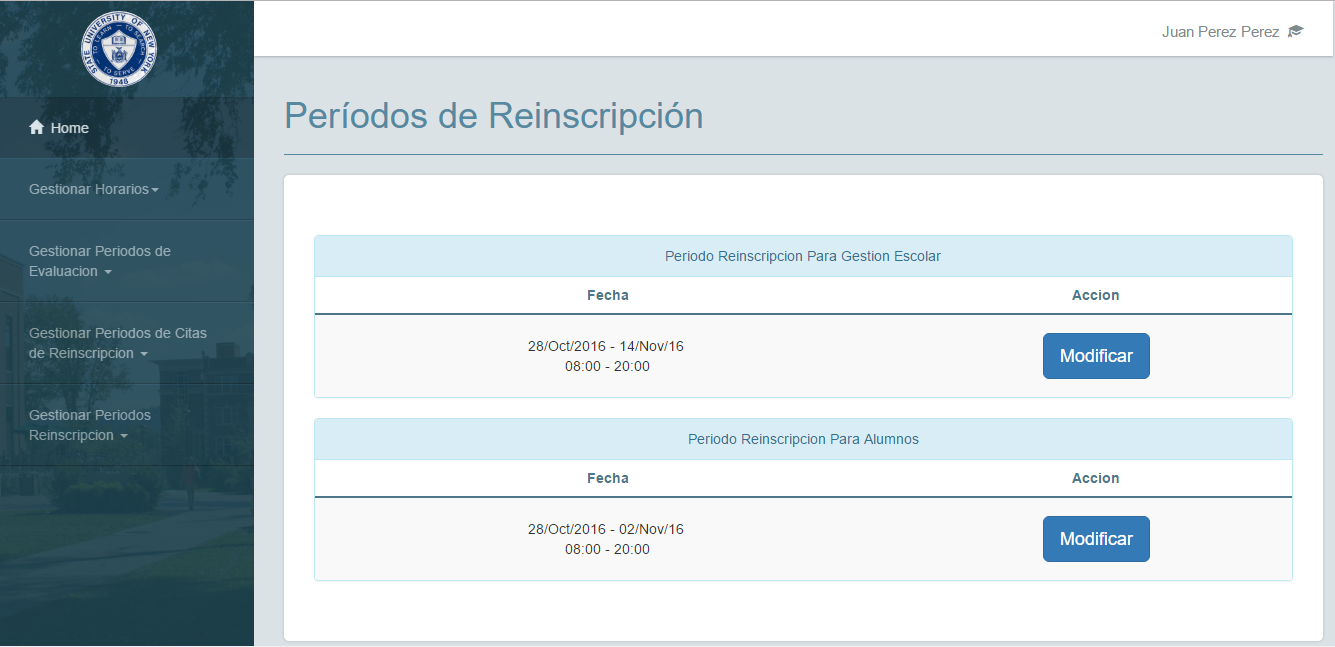 STATE UNIVERSITY OF NEW YORK
TO LEARN - TO SEARCH
TO SERVE
1948
Juan Perez Perez
Home
Gestionar Horarios
Gestionar Periodos de
Evaluacion
Gestionar Periodos de Citas
de Reinscripcion
Gestionar Periodos
Reinscripcion
Períodos de Reinscripción
Periodo Reinscripcion Para Gestion Escolar
Fecha Accion
28/Oct/2016 - 14/Nov/16
08:00 - 20:00
Modificar
Periodo Reinscripcion Para Alumnos
Fecha Accion
28/Oct/2016 - 02/Nov/16
08:00 - 20:00
Modificar